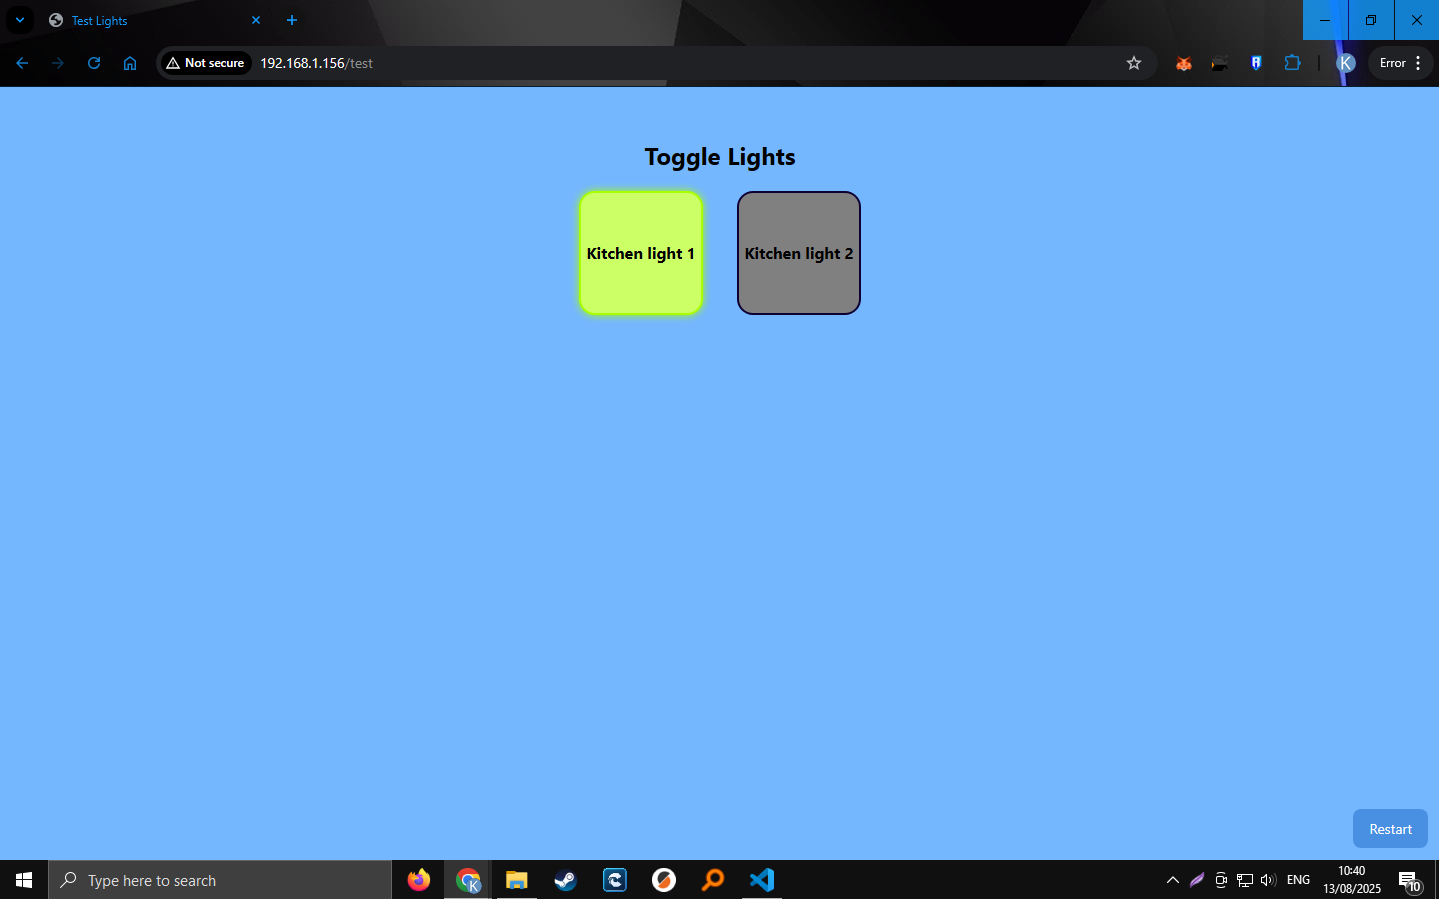 Test Lights
Not secure
192.168.1.156/test
K
Error
Toggle Lights
Kitchen light 1
Kitchen light 2
Restart
Type here to search
K
ENG
10:40
13/08/2025
10